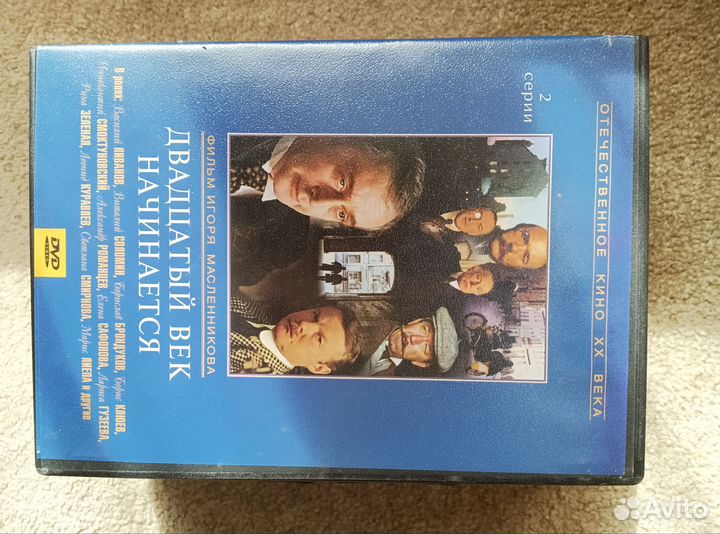 ОТЕЧЕСТВЕННОЕ КИНО XX ВЕКА
2
серии
ФИЛЬМ ИГОРЯ МАСЛЕННИКОВА
ДВАДЦАТЫЙ ВЕК
НАЧИНАЕТСЯ
В ролях: Василий ЛИВАНОВ, Виталий СОЛОМИН, Борислав БРОНДУКОВ, Борис КЛЮЕВ,
Иннокентий СМОКТУНОВСКИЙ, Александр РОМАНЦЕВ, Елена САФОНОВА, Лариса ГУЗЕЕВА,
Рина ЗЕЛЕНАЯ, Леонид КУРАВЛЕВ, Светлана СМИРНОВА, Мария ЛИЕПА и другие
DVD
VIDEO
Avito